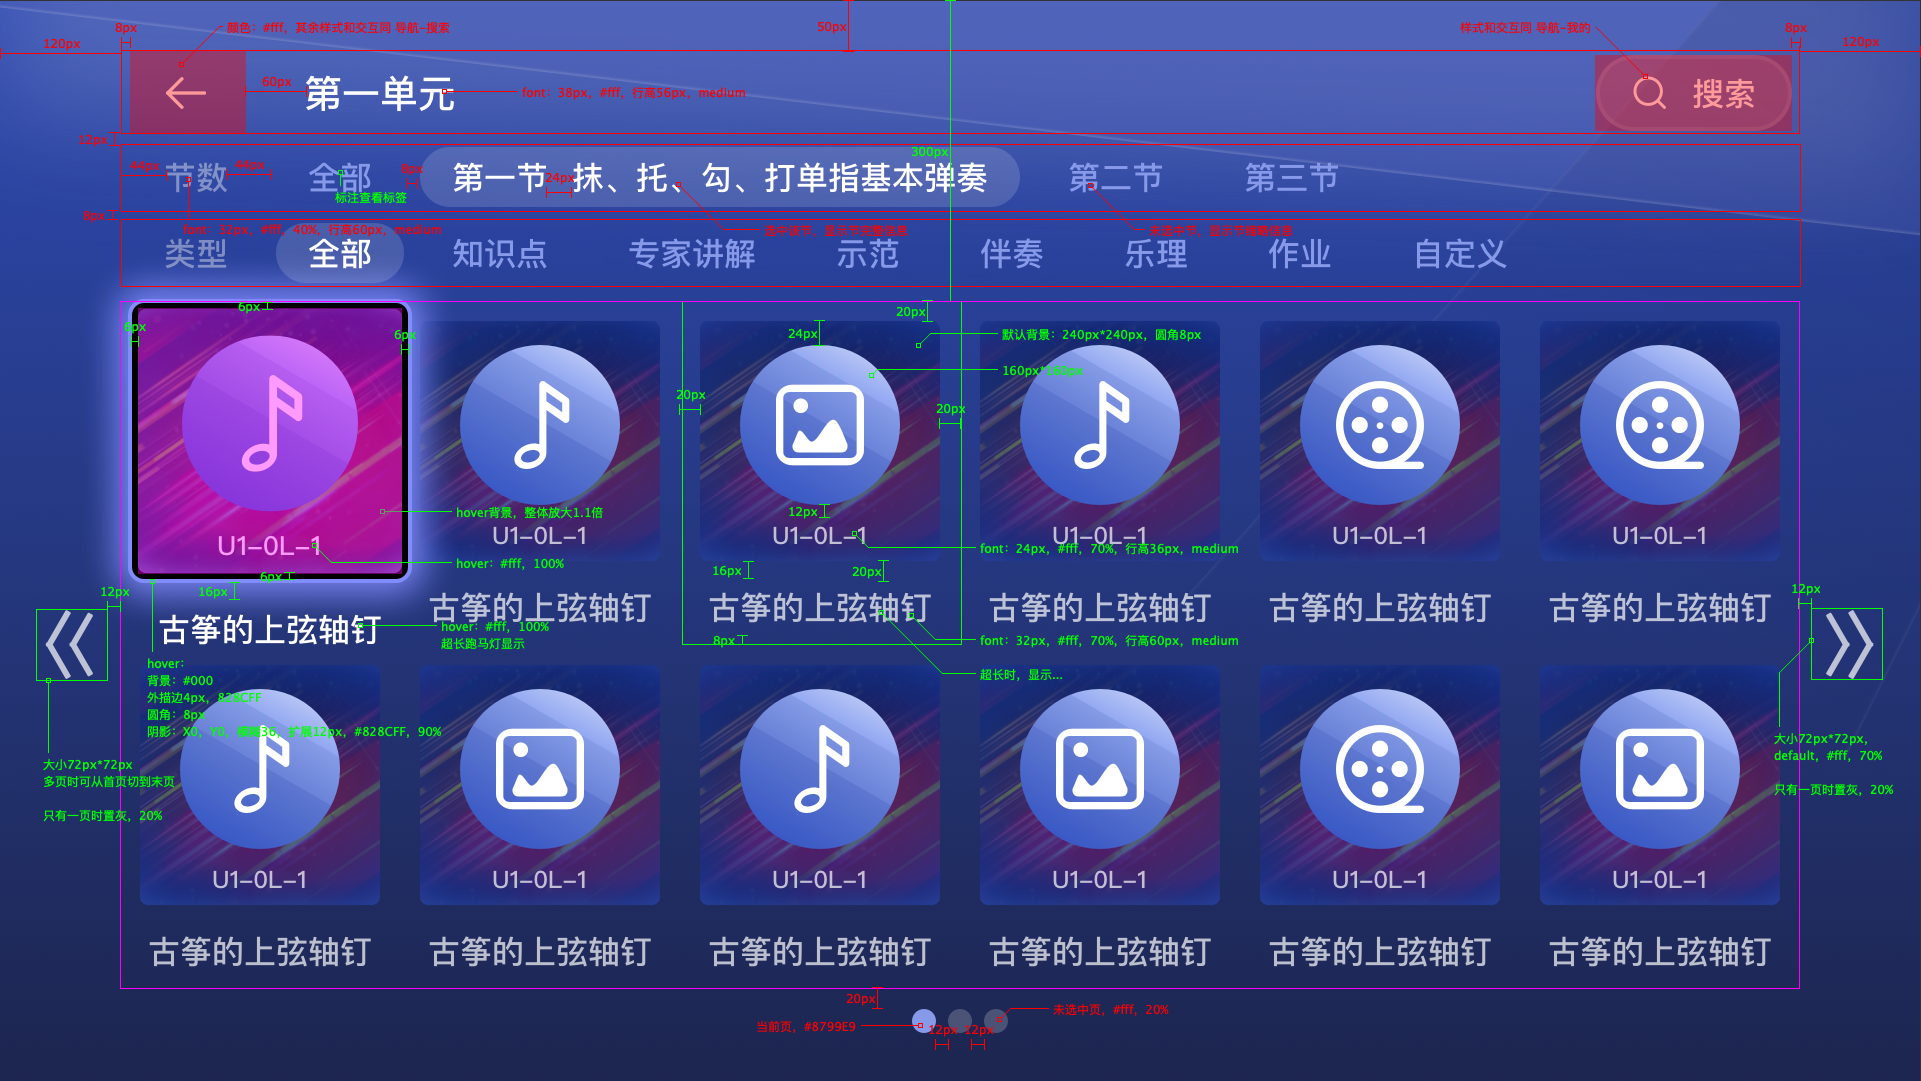 50px
8px
颜色：#fff，其余样式和交互同 导航-搜索
样式和交互同 导航-我的
8px
120px
120px
60px
第一单元
font：38px，#fff，行高56px，medium
搜索
12px
300px
44px
节数
44px
全部
8px
第一节
24px
抹、托、勾、打单指基本弹奏
第二节
第三节
标注查看标签
8px
font：32px，#fff，40%，行高60px，medium
类型
全部
知识点
专家讲解
示范
伴奏
乐理
作业
自定义
6px
6px
6px
20px
24px
默认背景：240px*240px，圆角8px
160px*160px
20px
20px
hover背景，整体放大1.1倍
12px
U1-0L-1
U1-0L-1
U1-0L-1
U1-0L-1
U1-0L-1
U1-0L-1
font：24px，#fff，70%，行高36px，medium
hover：#fff，100%
6px
16px
20px
12px
16px
12px
古筝的上弦轴钉
古筝的上弦轴钉
古筝的上弦轴钉
古筝的上弦轴钉
古筝的上弦轴钉
古筝的上弦轴钉
hover：#fff，100%
超长跑马灯显示
8px
font：32px，#fff，70%，行高60px，medium
超长时，显示...
hover：
背景：#000
外描边4px，828CFF
圆角：8px
阴影：X0，Y0，模糊36，扩展12px，#828CFF，90%
大小72px*72px
多页时可从首页切到末页
只有一页时置灰，20%
大小72px*72px，
default，#fff，70%
只有一页时置灰，20%
U1-0L-1
U1-0L-1
U1-0L-1
U1-0L-1
U1-0L-1
U1-0L-1
古筝的上弦轴钉
古筝的上弦轴钉
古筝的上弦轴钉
古筝的上弦轴钉
古筝的上弦轴钉
古筝的上弦轴钉
20px
当前页，#8799E9
12px
12px
未选中页，#fff，20%